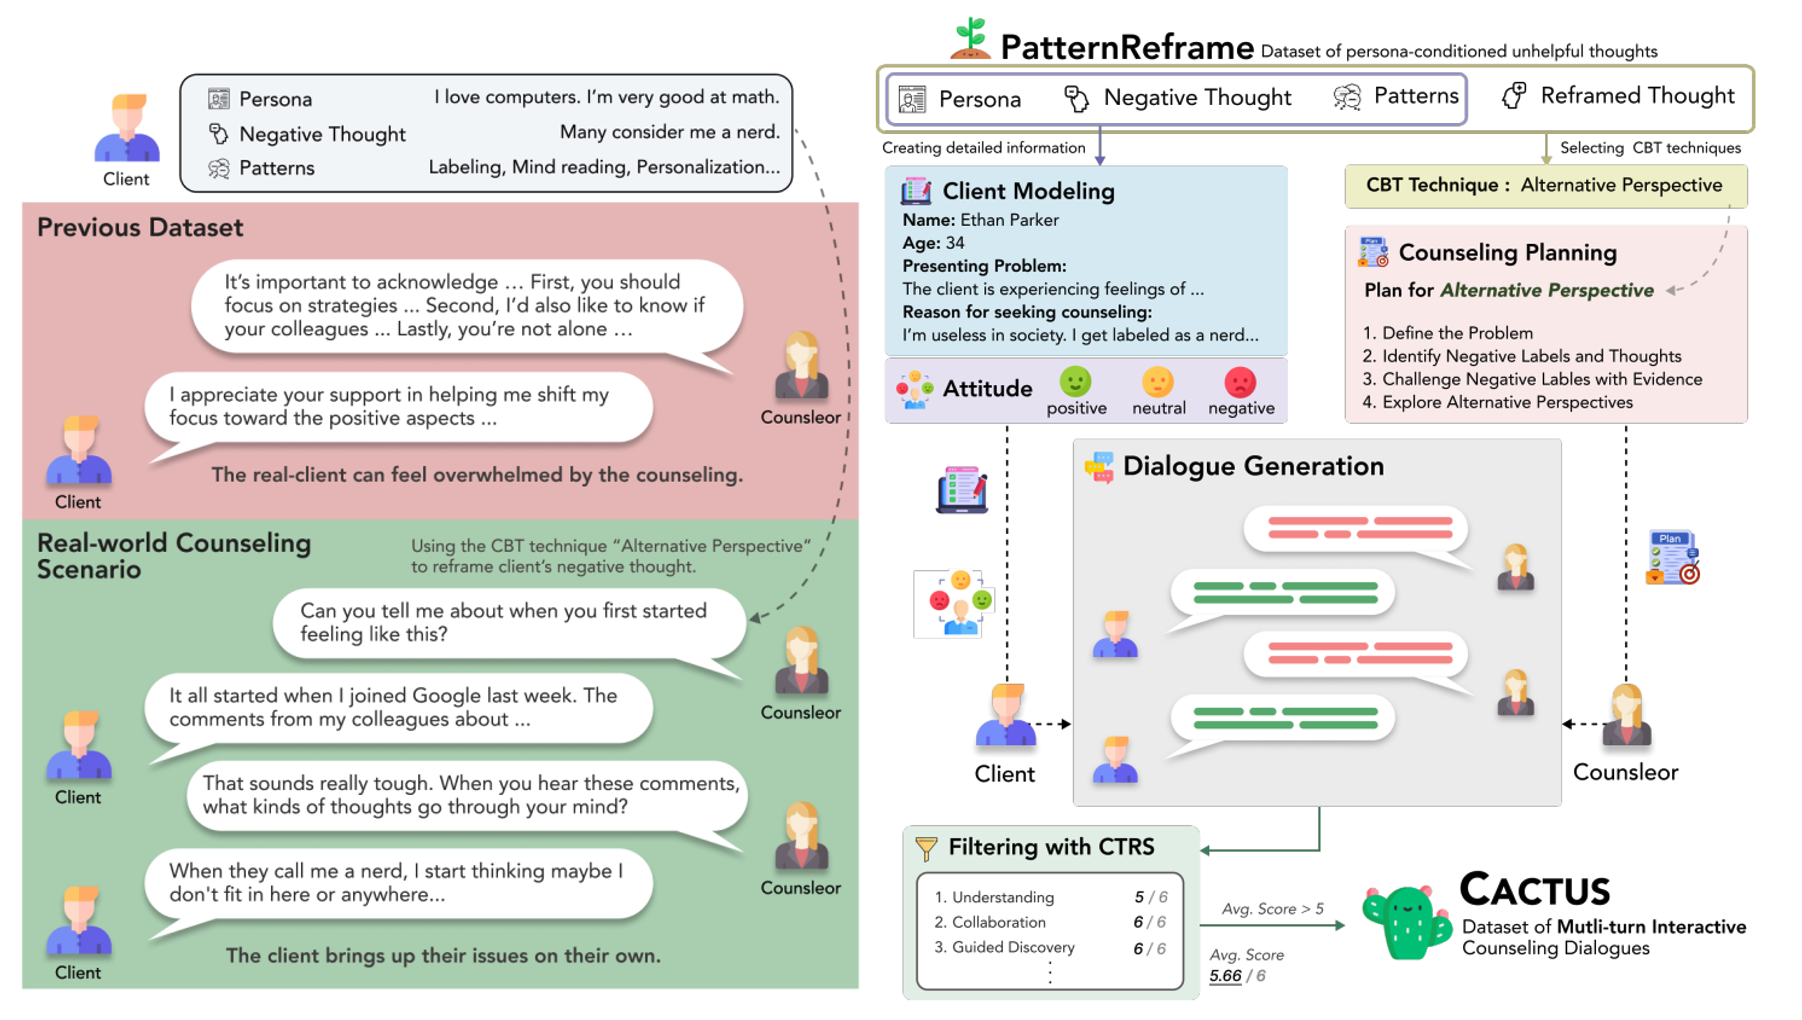 Persona I love computers. I'm very good at math.
Negative Thought Many consider me a nerd.
Patterns Labeling, Mind reading, Personalization...
Client
Previous Dataset
It's important to acknowledge ... First, you should
focus on strategies ... Second, I'd also like to know if
your colleagues ... Lastly, you're not alone ...
Counsleor
I appreciate your support in helping me shift my
focus toward the positive aspects ...
Client
The real-client can feel overwhelmed by the counseling.
Real-world Counseling
Scenario
Using the CBT technique "Alternative Perspective"
to reframe client's negative thought.
Can you tell me about when you first started
feeling like this?
Counsleor
It all started when I joined Google last week. The
comments from my colleagues about ...
Client
That sounds really tough. When you hear these comments,
what kinds of thoughts go through your mind?
Counsleor
When they call me a nerd, I start thinking maybe I
don't fit in here or anywhere...
Client
The client brings up their issues on their own.
PatternReframe Dataset of persona-conditioned unhelpful thoughts
Persona Negative Thought Patterns Reframed Thought
Creating detailed information
Selecting CBT techniques
Client Modeling
Name: Ethan Parker
Age: 34
Presenting Problem:
The client is experiencing feelings of ...
Reason for seeking counseling:
I'm useless in society. I get labeled as a nerd...
Attitude
positive neutral negative
CBT Technique : Alternative Perspective
Plan
Counseling Planning
Plan for Alternative Perspective
1. Define the Problem
2. Identify Negative Labels and Thoughts
3. Challenge Negative Lables with Evidence
4. Explore Alternative Perspectives
Dialogue Generation
Plan
Client
Counsleor
Filtering with CTRS
1. Understanding 5 / 6
2. Collaboration 6 / 6
3. Guided Discovery 6 / 6
Avg. Score > 5
Avg. Score
5.66 / 6
CACTUS
Dataset of Mutli-turn Interactive
Counseling Dialogues